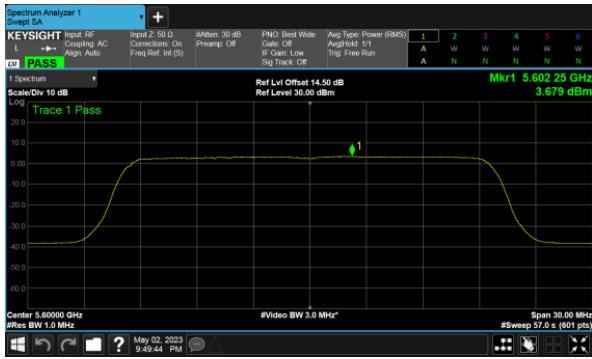 Spectrum Analyzer 1
Swept SA
+
KEYSIGHT
L
LXI
PASS
Input: RF
Coupling: AC
Align: Auto
Input Z: 50 Ω
Corrections: On
Freq Ref: Int (S)
#Atten: 30 dB
Preamp: Off
PNO: Best Wide
Gate: Off
IF Gain: Low
Sig Track: Off
Avg Type: Power (RMS)
Avg|Hold: 1/1
Trig: Free Run
1 2 3 4 5 6
A W W W W W
A N N N N N
1 Spectrum
Scale/Div 10 dB
Ref Lvl Offset 14.50 dB
Ref Level 30.00 dBm
Mkr1 5.602 25 GHz
3.679 dBm
Log
Trace 1 Pass
20.0
10.0
0.00
-10.0
-20.0
-30.0
-40.0
-50.0
-60.0
1
Center 5.60000 GHz
#Res BW 1.0 MHz
#Video BW 3.0 MHz*
Span 30.00 MHz
#Sweep 57.0 s (601 pts)
?
May 02, 2023
9:49:44 PM